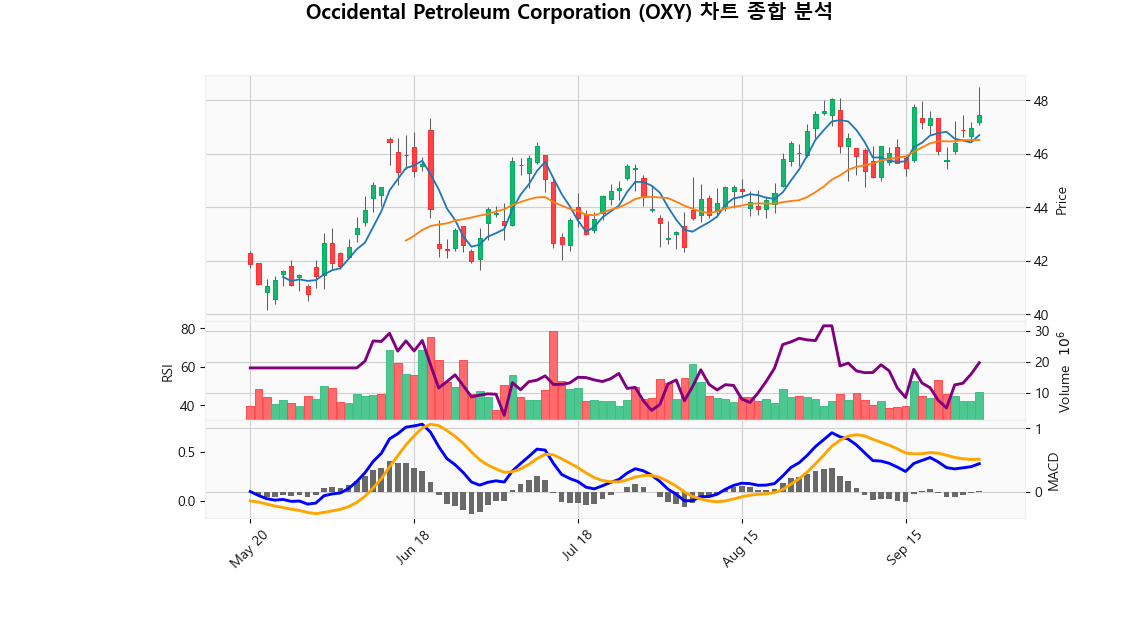 Occidental Petroleum Corporation (OXY) 차트 종합 분석
48
46
44
42
40
Price
80
60
40
RSI
30
20
10
Volume 10^6
0.5
0.0
1
0
MACD
May 20
Jun 18
Jul 18
Aug 15
Sep 15